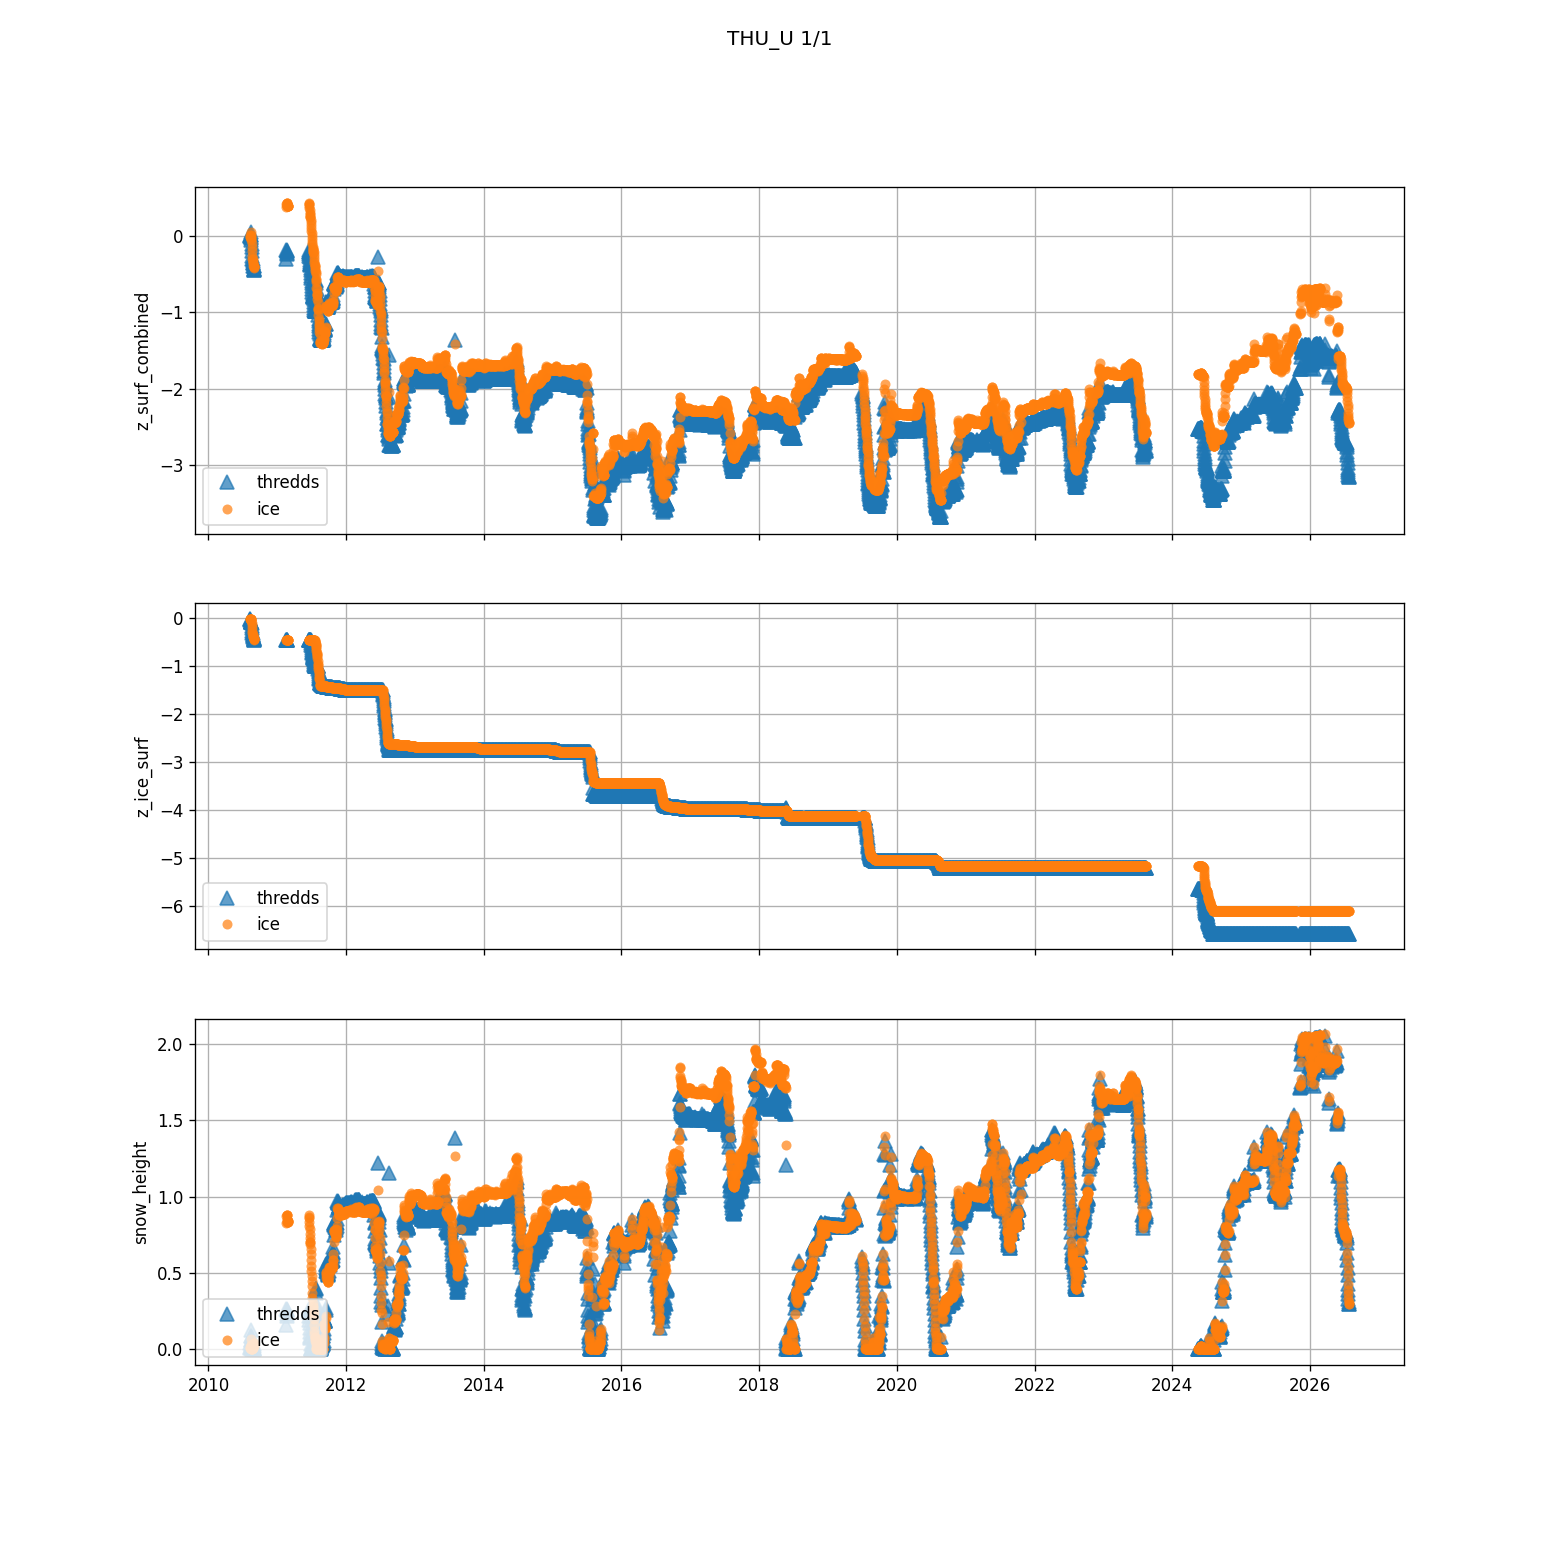 THU_U 1/1
0
−1
−2
−3
z_surf_combined
thredds
ice
0
−1
−2
−3
−4
−5
−6
z_ice_surf
thredds
ice
2.0
1.5
1.0
0.5
0.0
snow_height
thredds
ice
2010 2012 2014 2016 2018 2020 2022 2024 2026